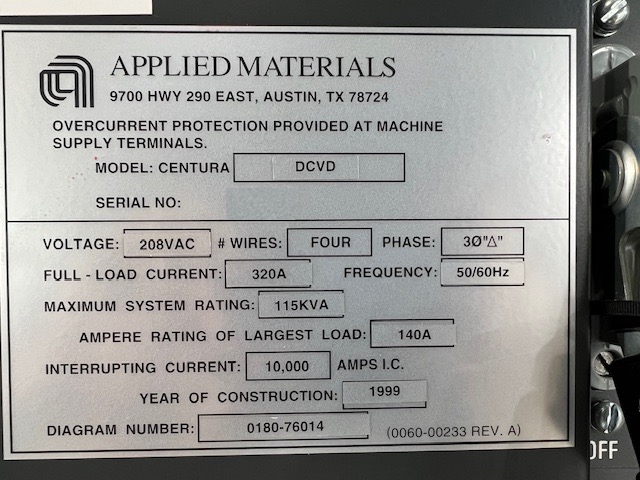 APPLIED MATERIALS
9700 HWY 290 EAST, AUSTIN, TX 78724
OVERCURRENT PROTECTION PROVIDED AT MACHINE
SUPPLY TERMINALS.
MODEL: CENTURA DCVD
SERIAL NO:
VOLTAGE: 208VAC # WIRES: FOUR PHASE: 3Ø"Δ"
FULL - LOAD CURRENT: 320A FREQUENCY: 50/60Hz
MAXIMUM SYSTEM RATING: 115KVA
AMPERE RATING OF LARGEST LOAD: 140A
INTERRUPTING CURRENT: 10,000 AMPS I.C.
YEAR OF CONSTRUCTION: 1999
DIAGRAM NUMBER: 0180-76014 (0060-00233 REV. A)
OFF